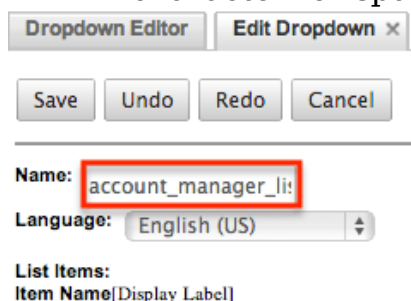 Dropdown Editor Edit Dropdown ×
Save Undo Redo Cancel
Name: account_manager_lis
Language: English (US)
List Items:
Item Name[Display Label]